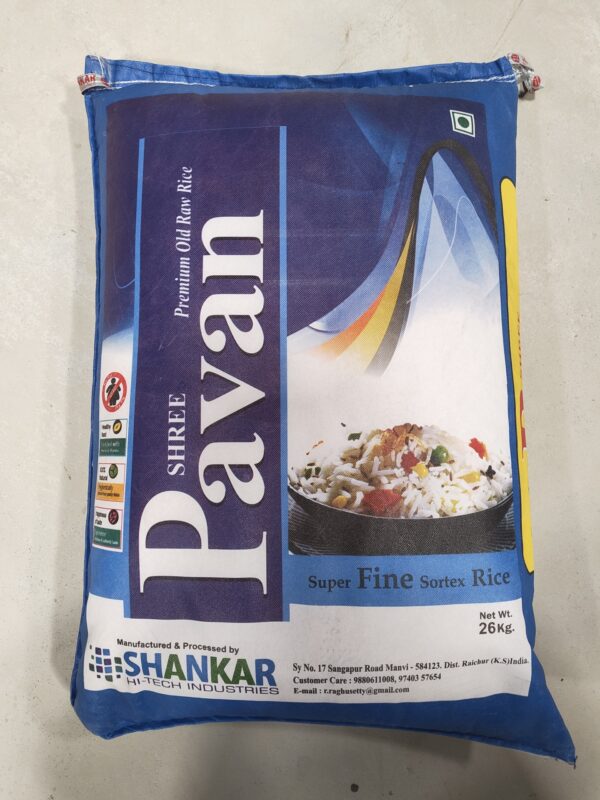 SHREE
Pavan
Premium Old Raw Rice
Super Fine Sortex Rice
Net Wt.
26Kg.
Manufactured & Processed by
SHANKAR
HI-TECH INDUSTRIES
Sy No. 17 Sangapur Road Manvi - 584123. Dist. Raichur (K.S)India.
Customer Care : 9880611008, 97403 57654
E-mail : r.raghusetty@gmail.com